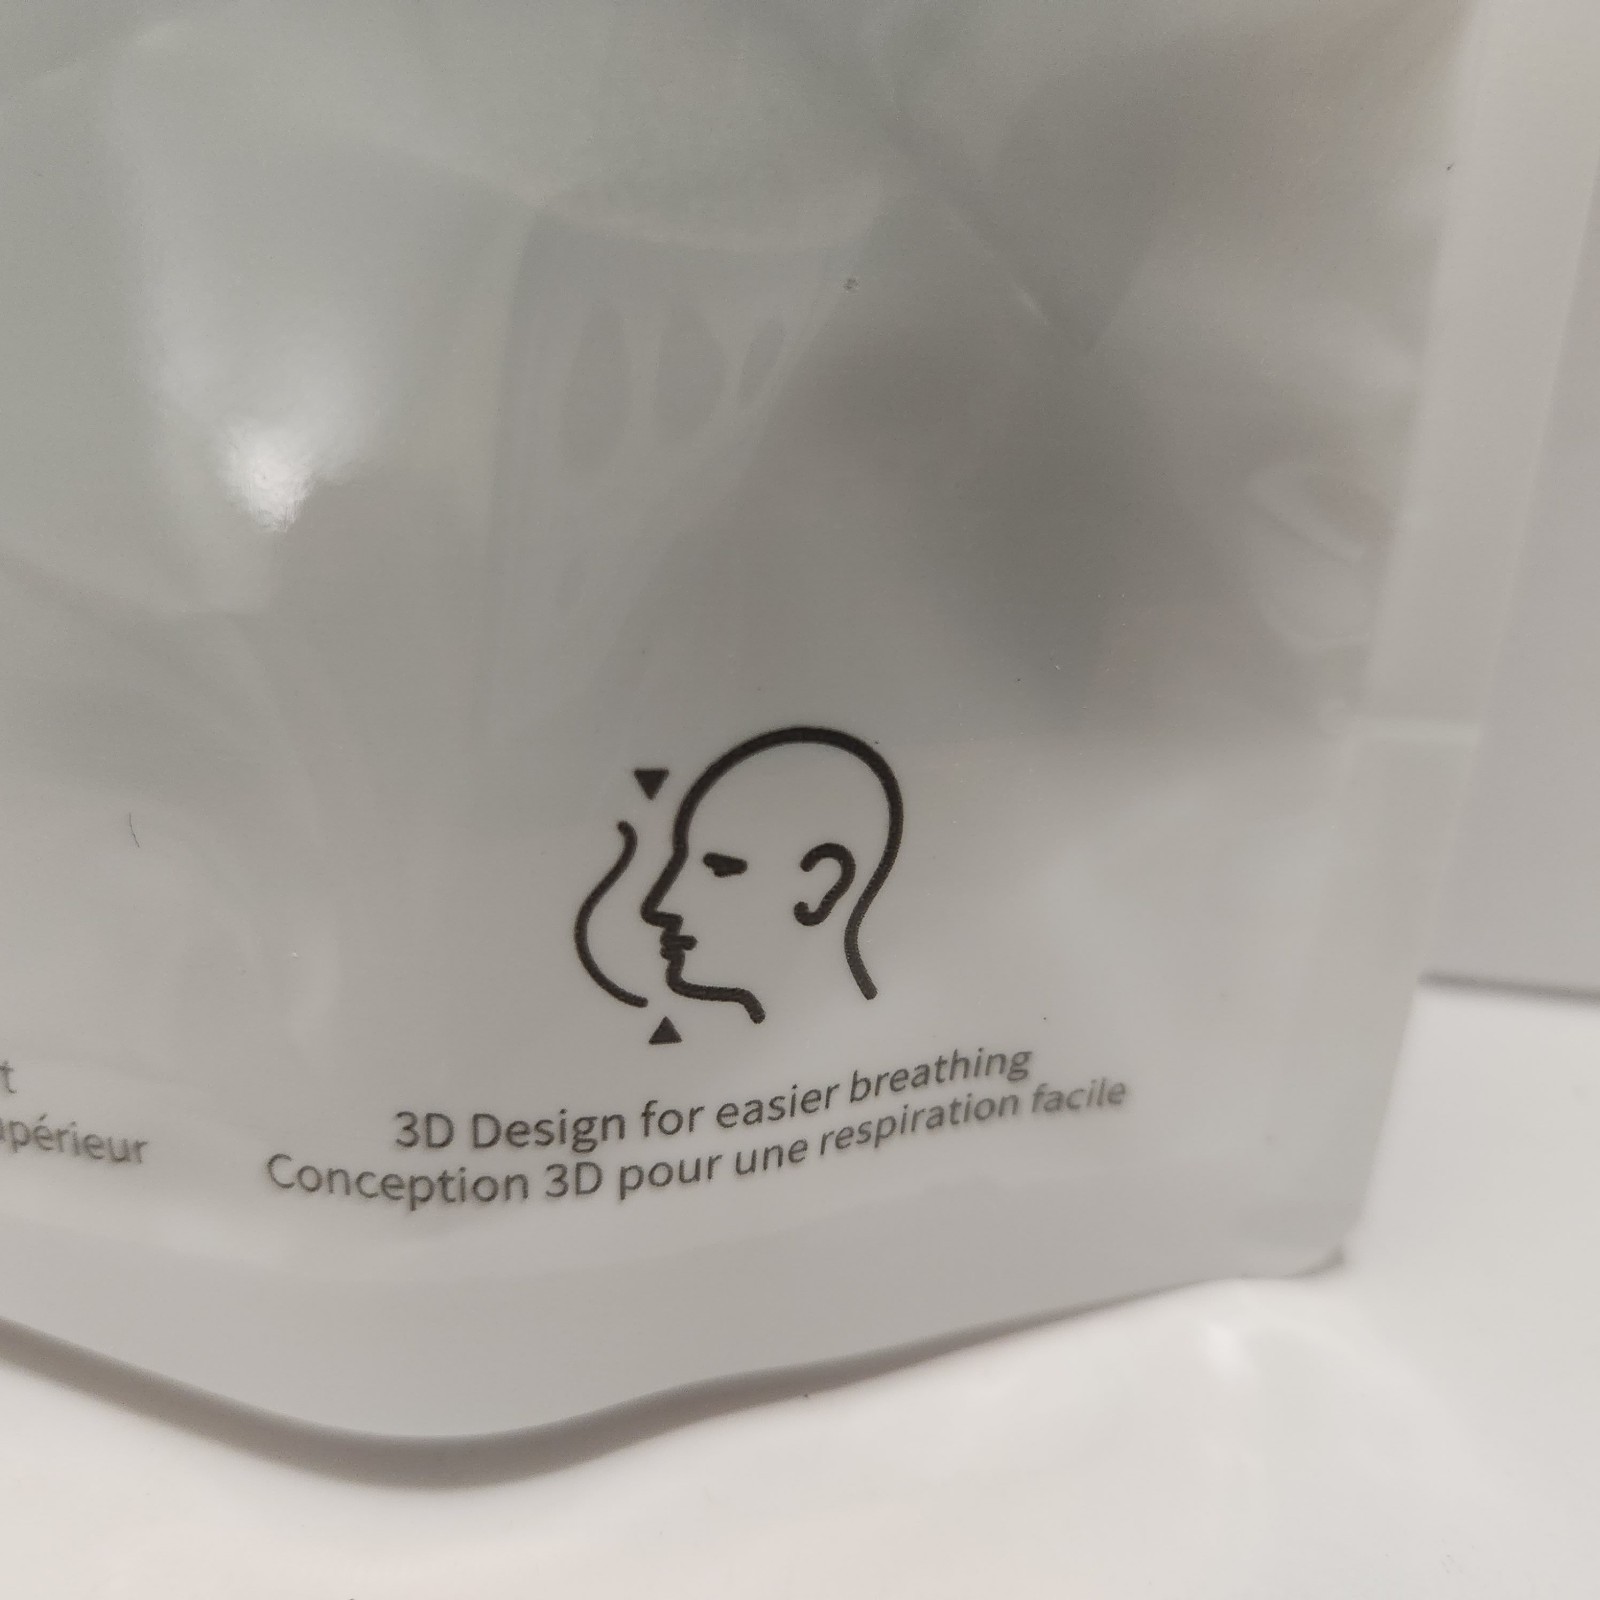 3D Design for easier breathing
Conception 3D pour une respiration facile